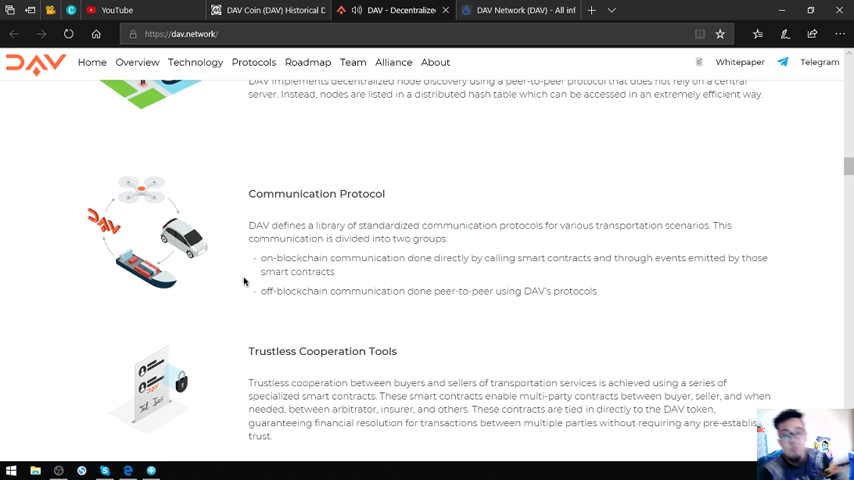 YouTube
DAV Coin (DAV) Historical D
DAV - Decentralize
DAV Network (DAV) - All inf
https://dav.network/
DAV
Home
Overview
Technology
Protocols
Roadmap
Team
Alliance
About
Whitepaper
Telegram
DAV implements decentralized node discovery using a peer-to-peer protocol that does not rely on a central
server. Instead, nodes are listed in a distributed hash table which can be accessed in an extremely efficient way.
DAV
Communication Protocol
DAV defines a library of standardized communication protocols for various transportation scenarios. This
communication is divided into two groups:
· on-blockchain communication done directly by calling smart contracts and through events emitted by those
smart contracts
· off-blockchain communication done peer-to-peer using DAV's protocols
Trustless Cooperation Tools
Trustless cooperation between buyers and sellers of transportation services is achieved using a series of
specialized smart contracts. These smart contracts enable multi-party contracts between buyer, seller, and when
needed, between arbitrator, insurer, and others. These contracts are tied in directly to the DAV token,
guaranteeing financial resolution for transactions between multiple parties without requiring any pre-establis
trust.